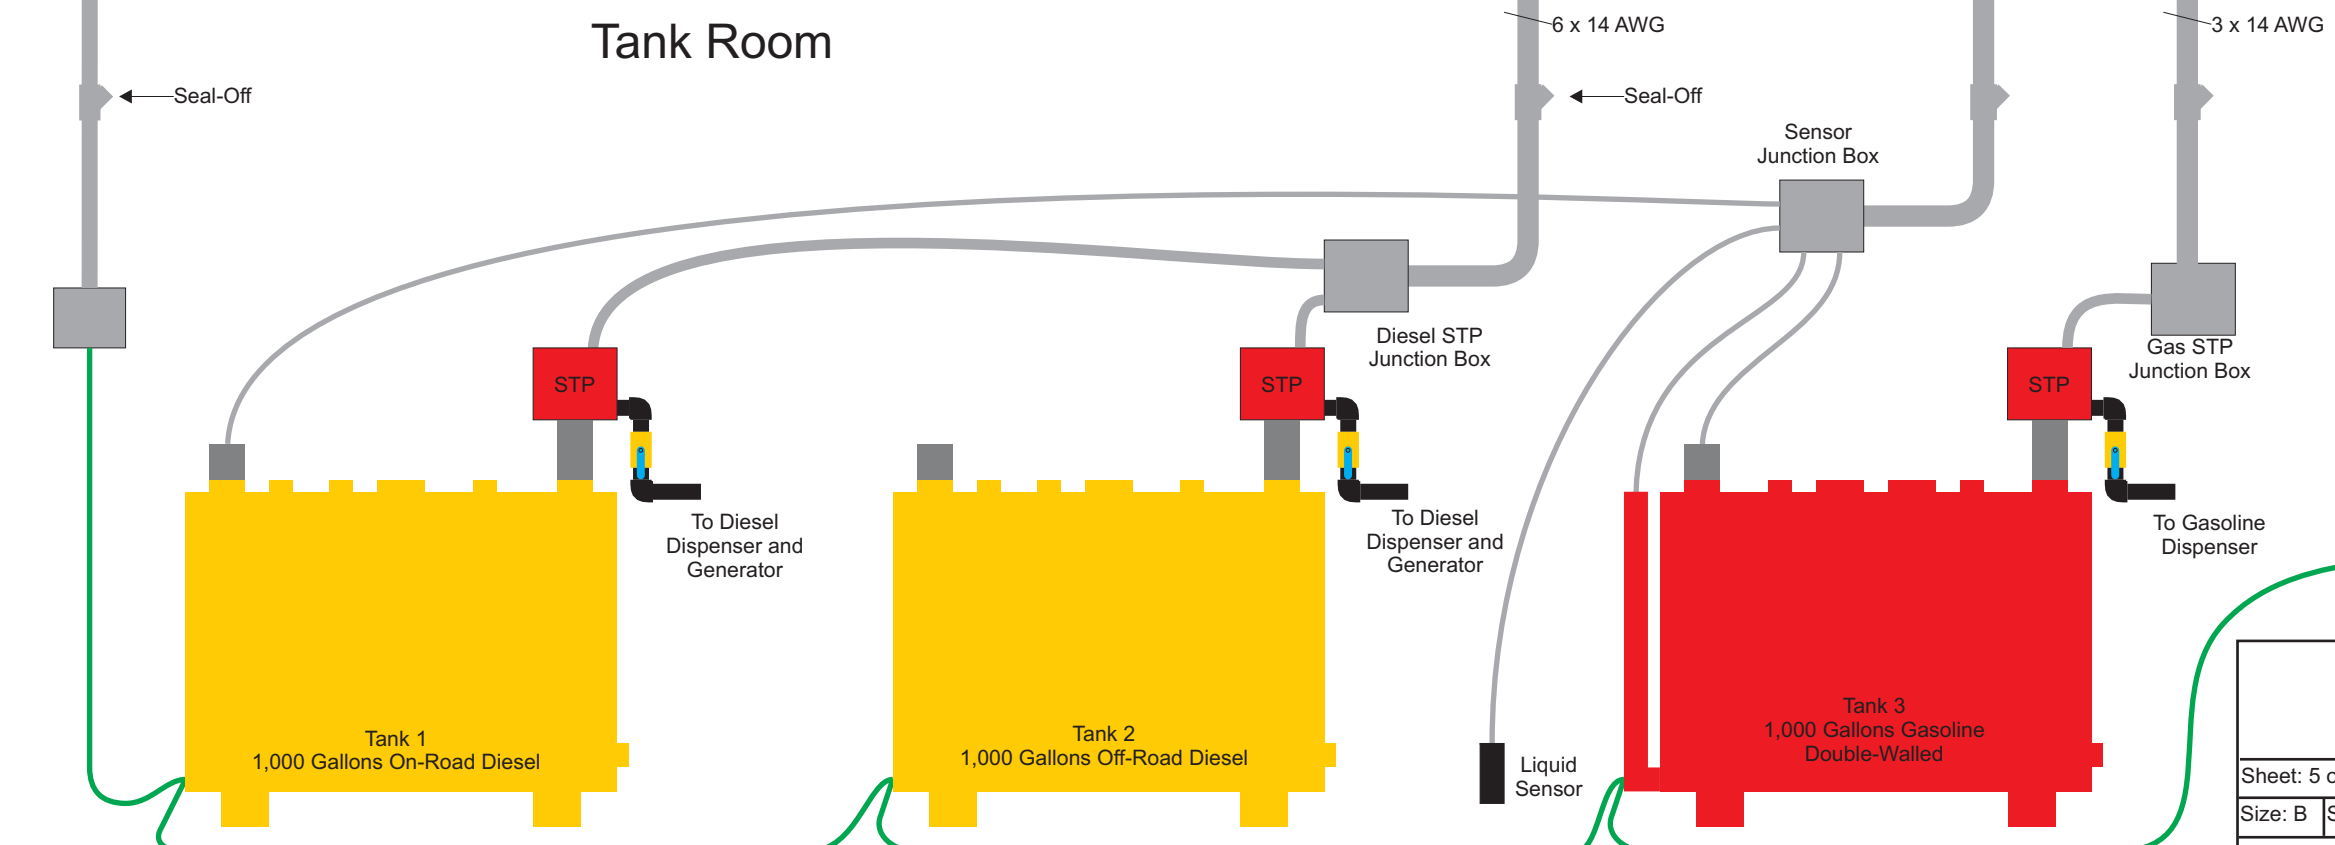 Tank Room
6 x 14 AWG
3 x 14 AWG
Seal-Off
Seal-Off
Sensor
Junction Box
Diesel STP
Junction Box
Gas STP
Junction Box
STP
STP
STP
To Diesel
Dispenser and
Generator
To Diesel
Dispenser and
Generator
To Gasoline
Dispenser
Tank 1
1,000 Gallons On-Road Diesel
Tank 2
1,000 Gallons Off-Road Diesel
Liquid
Sensor
Tank 3
1,000 Gallons Gasoline
Double-Walled
Sheet: 5
Size: B